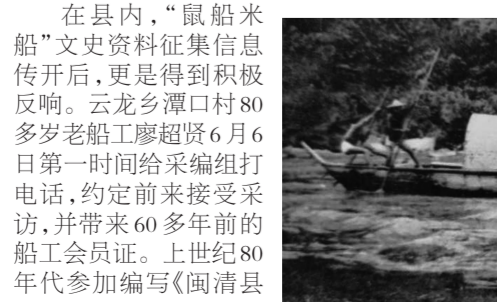 在县内，“鼠船米
船”文史资料征集信息
传开后，更是得到积极
反响。云龙乡潭口村80
多岁老船工廖超贤6月6
日第一时间给采编组打
电话，约定前来接受采
访，并带来60多年前的
船工会员证。上世纪80
年代参加编写《闽清县